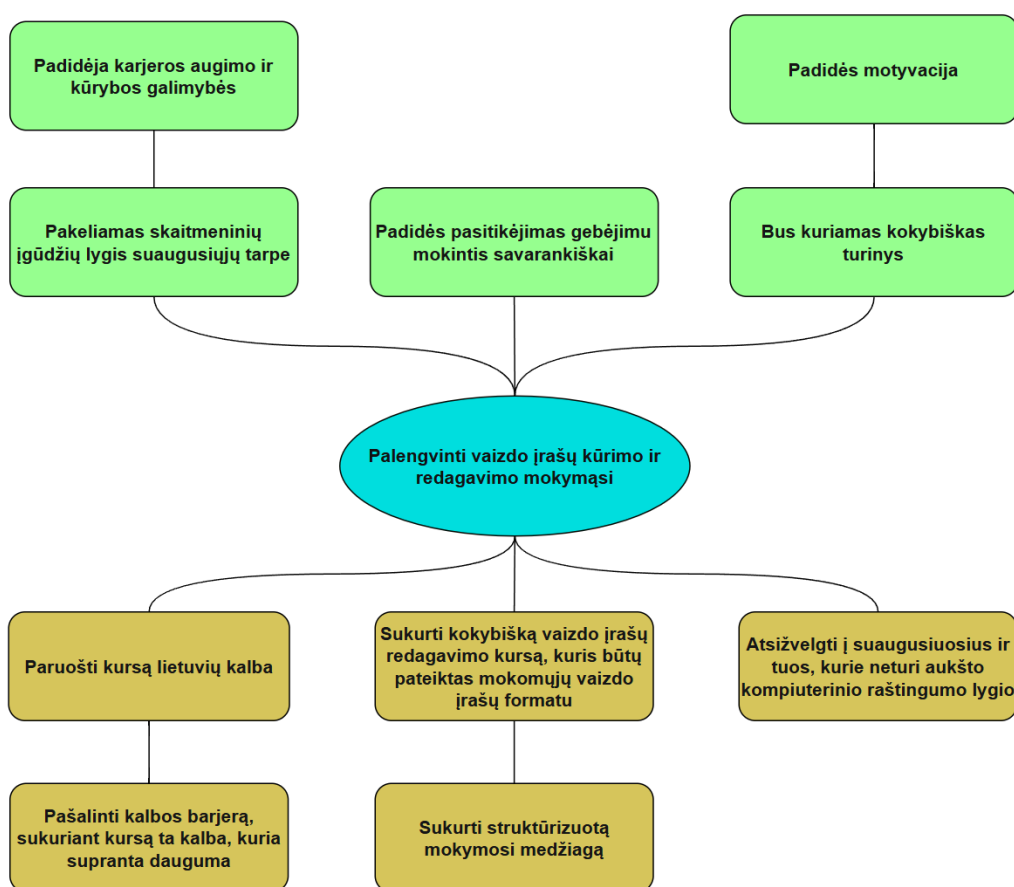 Padidėja karjeros augimo ir
kūrybos galimybės
Padidės motyvacija
Pakeliamas skaitmeninių
įgūdžių lygis suaugusiųjų tarpe
Padidės pasitikėjimas gebėjimu
mokintis savarankiškai
Bus kuriamas kokybiškas
turinys
Palengvinti vaizdo įrašų kūrimo ir
redagavimo mokymąsi
Paruošti kursą lietuvių kalba
Sukurti kokybišką vaizdo įrašų
redagavimo kursą, kuris būtų
pateiktas mokomųjų vaizdo
įrašų formatu
Atsižvelgti į suaugusiuosius ir
tuos, kurie neturi aukšto
kompiuterinio raštingumo lygio
Pašalinti kalbos barjerą,
sukuriant kursą ta kalba, kuria
supranta dauguma
Sukurti struktūrizuotą
mokymosi medžiagą